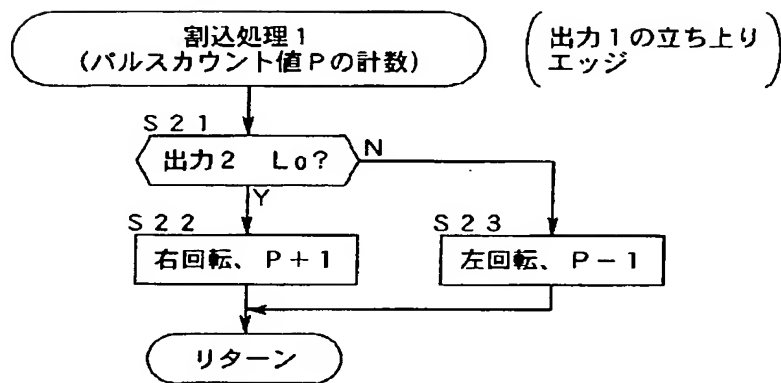 割込処理1
(パルスカウント値Pの計数)
(出力1の立ち上り
エッジ)
S21
出力2 Lo?
N
Y
S22
右回転、P+1
S23
左回転、P-1
リターン